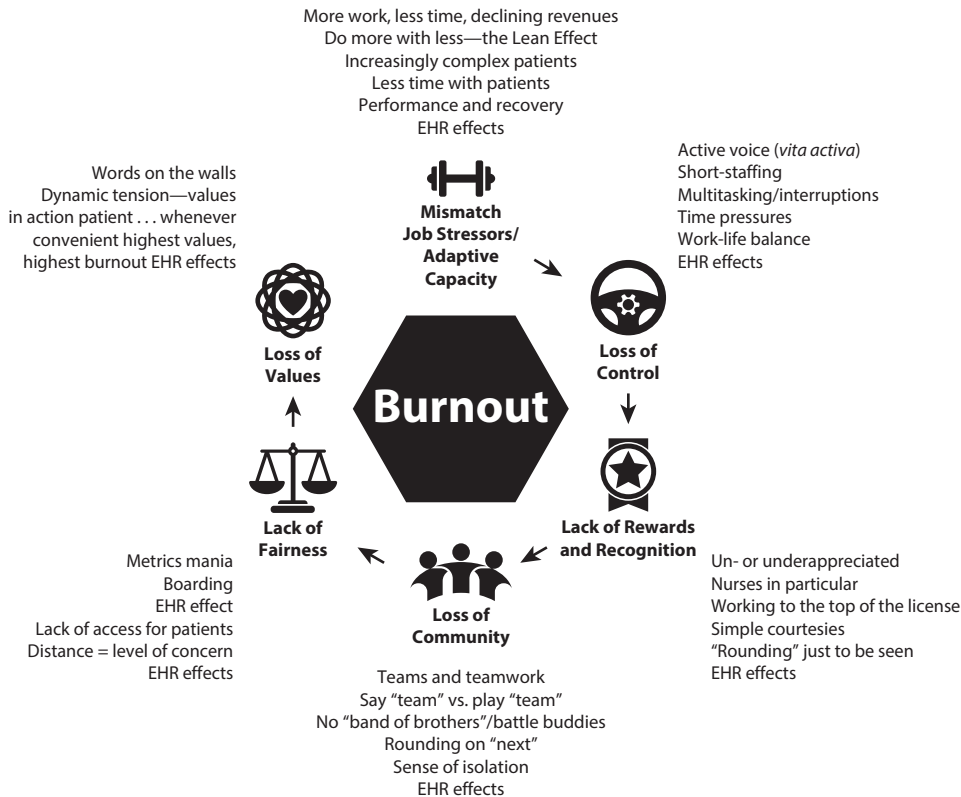 More work, less time, declining revenues
Do more with less—the Lean Effect
Increasingly complex patients
Less time with patients
Performance and recovery
EHR effects
Mismatch
Job Stressors/
Adaptive
Capacity
Active voice (vita activa)
Short-staffing
Multitasking/interruptions
Time pressures
Work-life balance
EHR effects
Loss of
Control
Lack of Rewards
and Recognition
Un- or underappreciated
Nurses in particular
Working to the top of the license
Simple courtesies
“Rounding” just to be seen
EHR effects
Loss of
Community
Teams and teamwork
Say “team” vs. play “team”
No “band of brothers”/battle buddies
Rounding on “next”
Sense of isolation
EHR effects
Lack of
Fairness
Metrics mania
Boarding
EHR effect
Lack of access for patients
Distance = level of concern
EHR effects
Words on the walls
Dynamic tension—values
in action patient . . . whenever
convenient highest values,
highest burnout EHR effects
Loss of
Values
Burnout